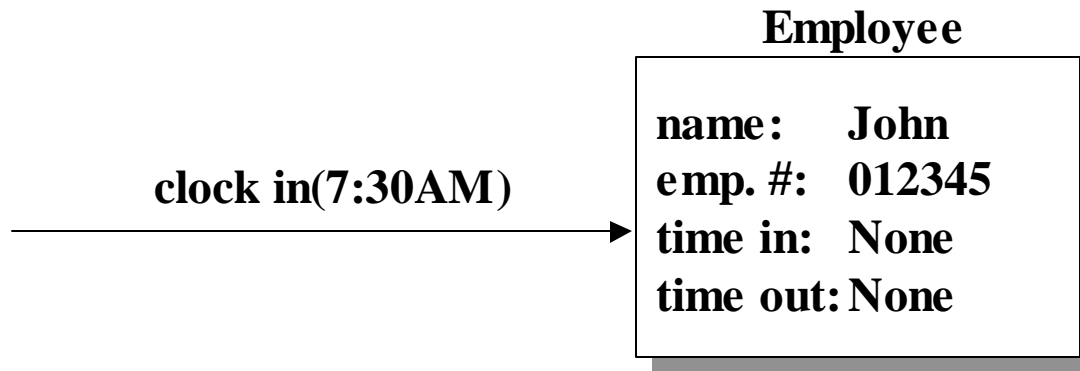 Employee
clock in(7:30AM)
name: John
emp. #: 012345
time in: None
time out: None